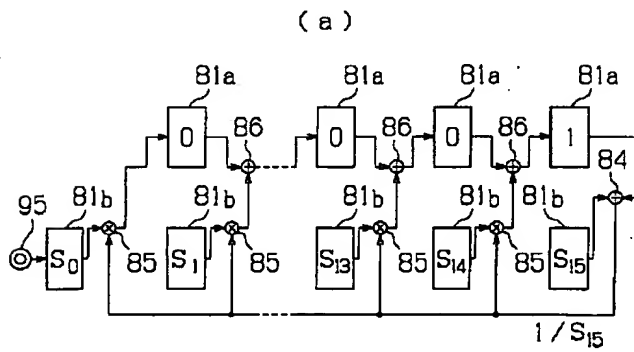 (a)
81a 81a 81a 81a
0 86 0 86 0 86 1
84
95 81b 81b 81b 81b 81b
S0 85 S1 85 S13 85 S14 85 S15
1/S15